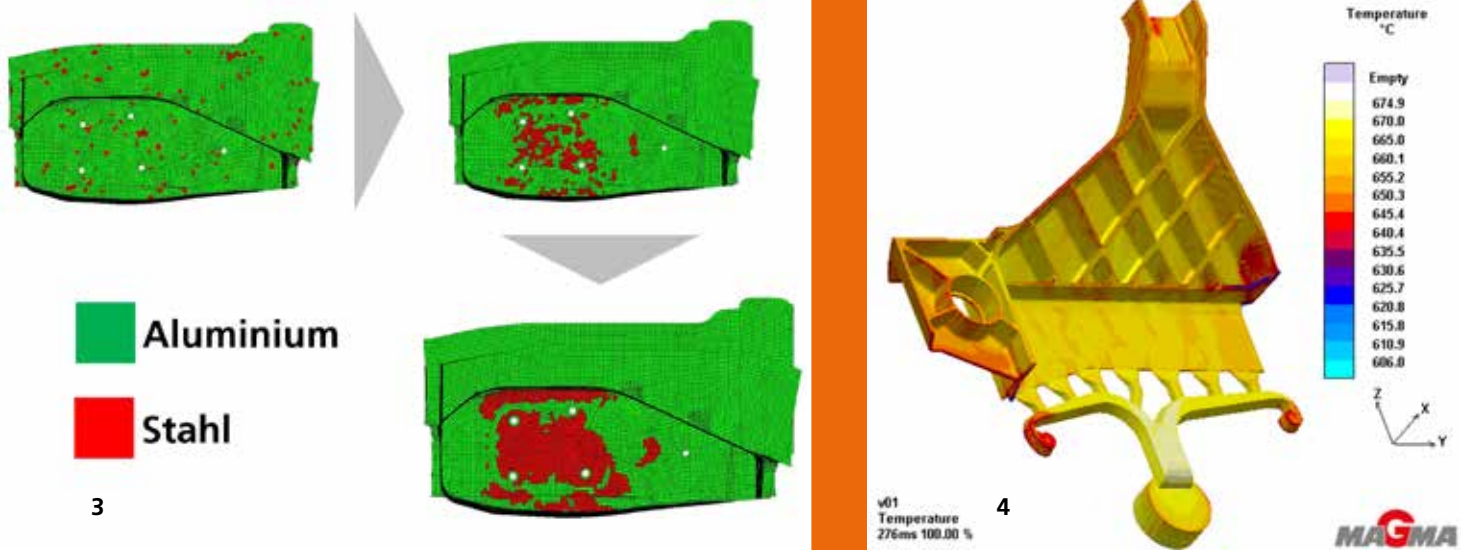 Aluminium
Stahl
3
Temperature
°C
Empty
674.9
670.0
665.0
660.1
655.2
650.3
645.4
640.4
635.5
630.6
625.7
620.8
615.8
610.9
606.0
Z
X
Y
v01
Temperature
276ms 100.00 %
4
MAGMA